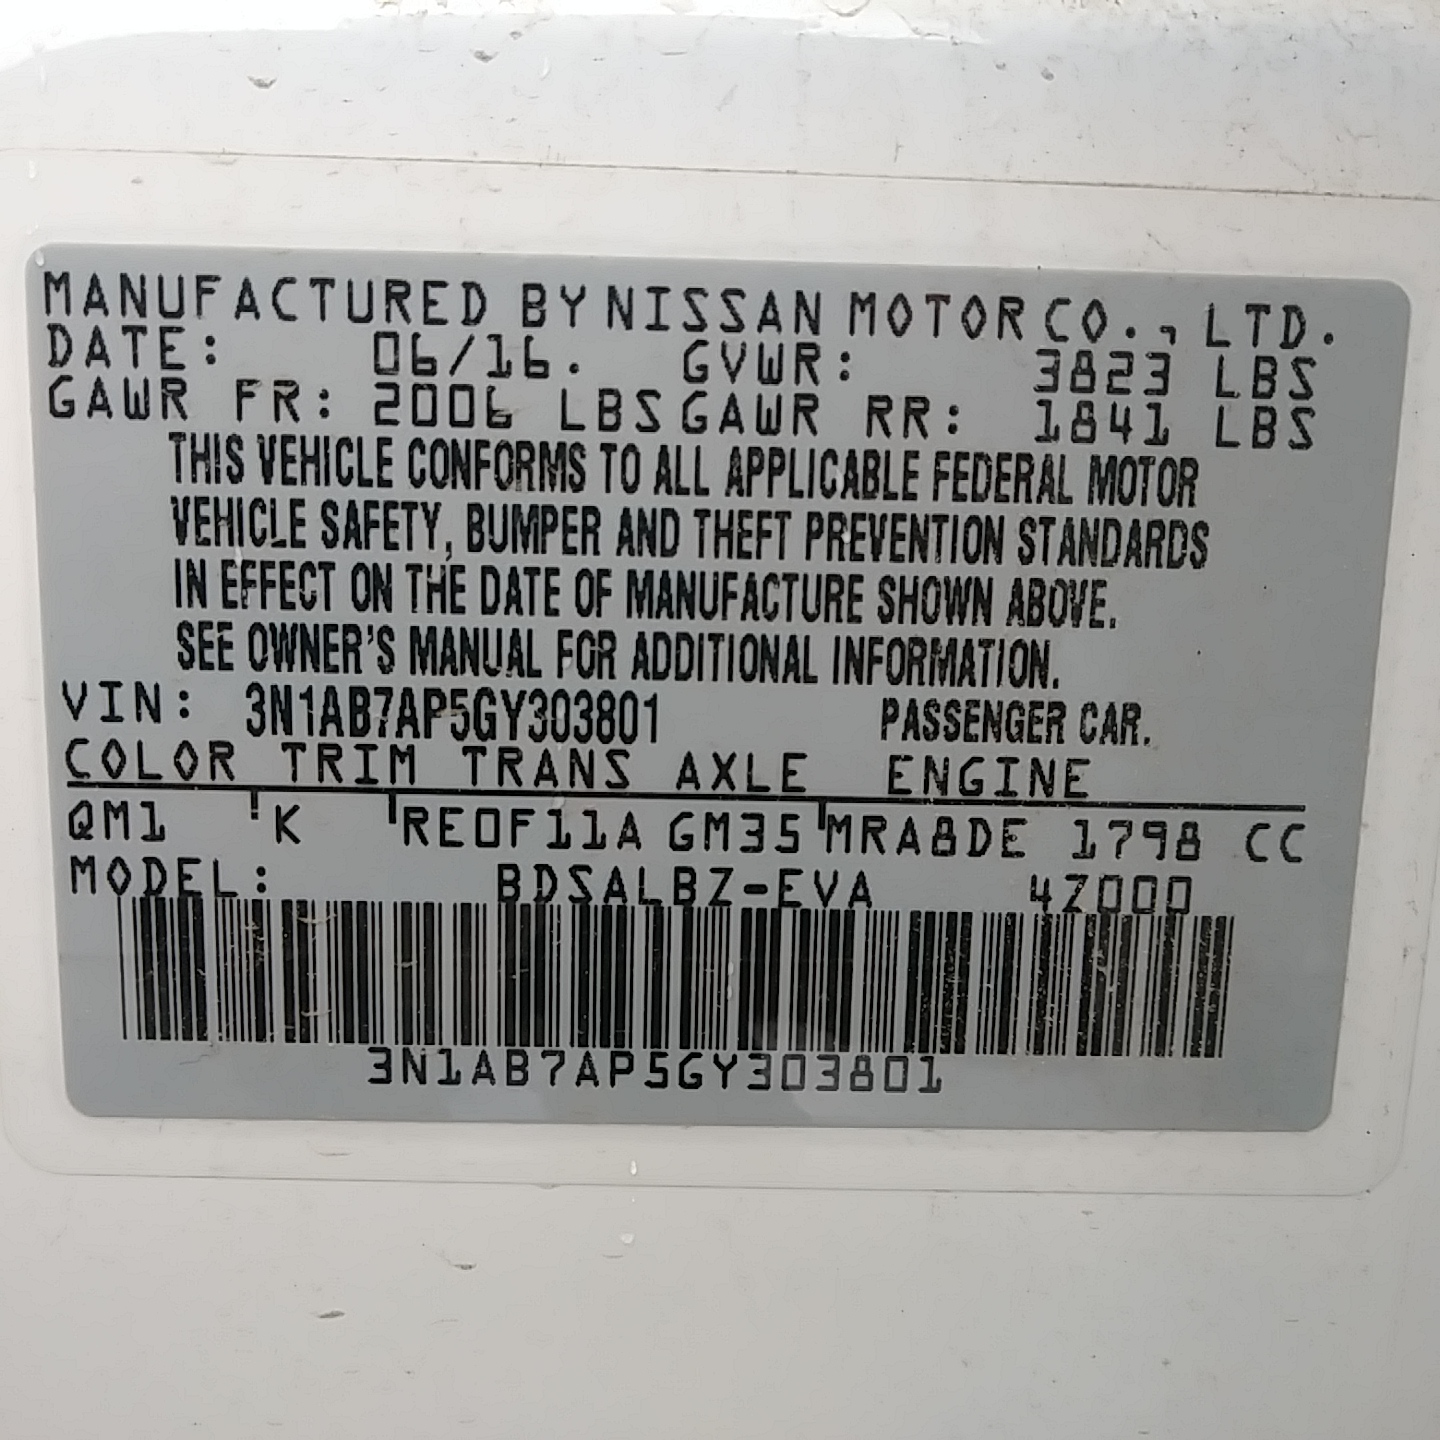 MANUFACTURED BY NISSAN MOTOR CO., LTD.
DATE: 06/16. GVWR: 3823 LBS
GAWR FR: 2006 LBS GAWR RR: 1841 LBS
THIS VEHICLE CONFORMS TO ALL APPLICABLE FEDERAL MOTOR
VEHICLE SAFETY, BUMPER AND THEFT PREVENTION STANDARDS
IN EFFECT ON THE DATE OF MANUFACTURE SHOWN ABOVE.
SEE OWNER'S MANUAL FOR ADDITIONAL INFORMATION.
VIN: 3N1AB7AP5GY303801 PASSENGER CAR.
COLOR TRIM TRANS AXLE ENGINE
QM1 K RE0F11A GM35 MRA8DE 1798 CC
MODEL: BDSALBZ-EVA 4Z000
3N1AB7AP5GY303801